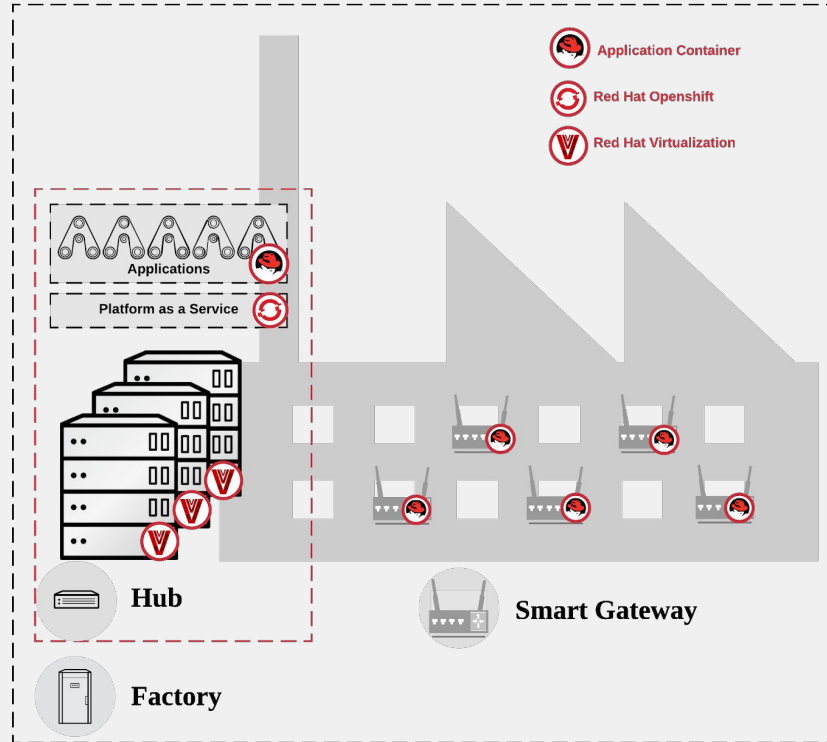 Application Container
Red Hat Openshift
Red Hat Virtualization
Applications
Platform as a Service
Hub
Smart Gateway
Factory